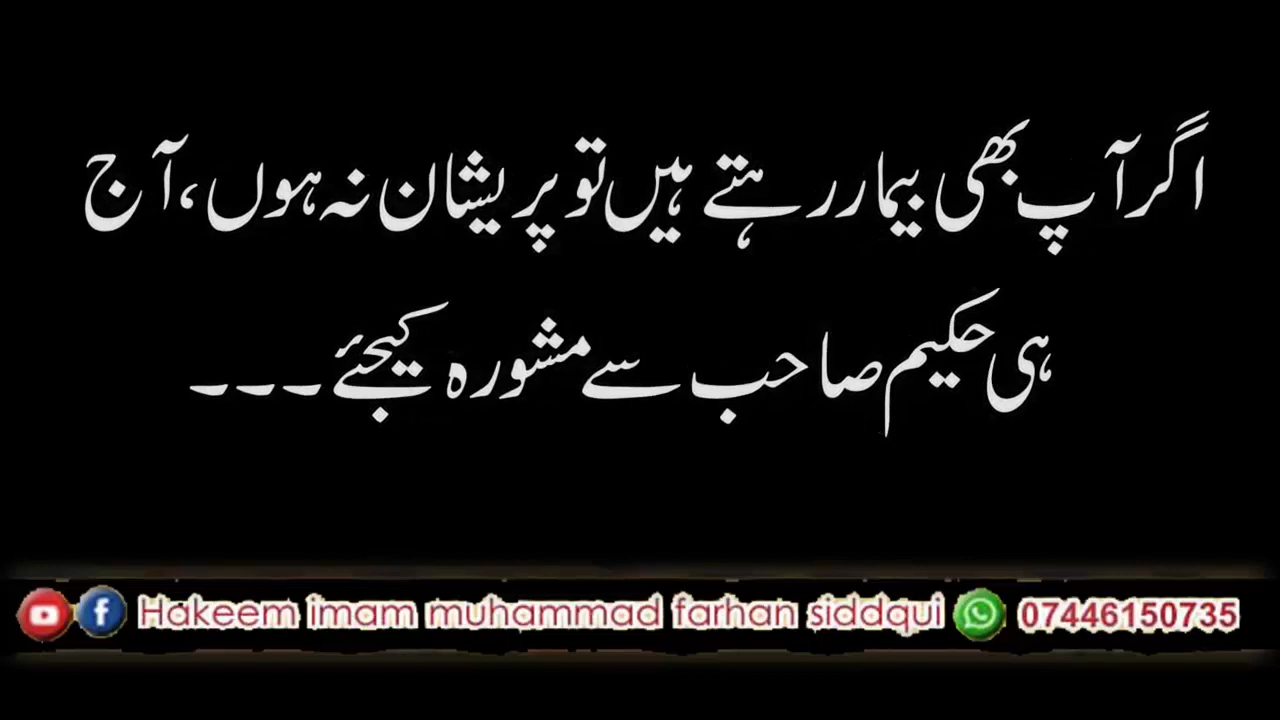 اگر آپ بھی بیمار رہتے ہیں تو پریشان نہ ہوں، آج
ہی حکیم صاحب سے مشورہ کیجئے ۔۔۔
Hakeem imam muhammad farhan siddqui 07446150735